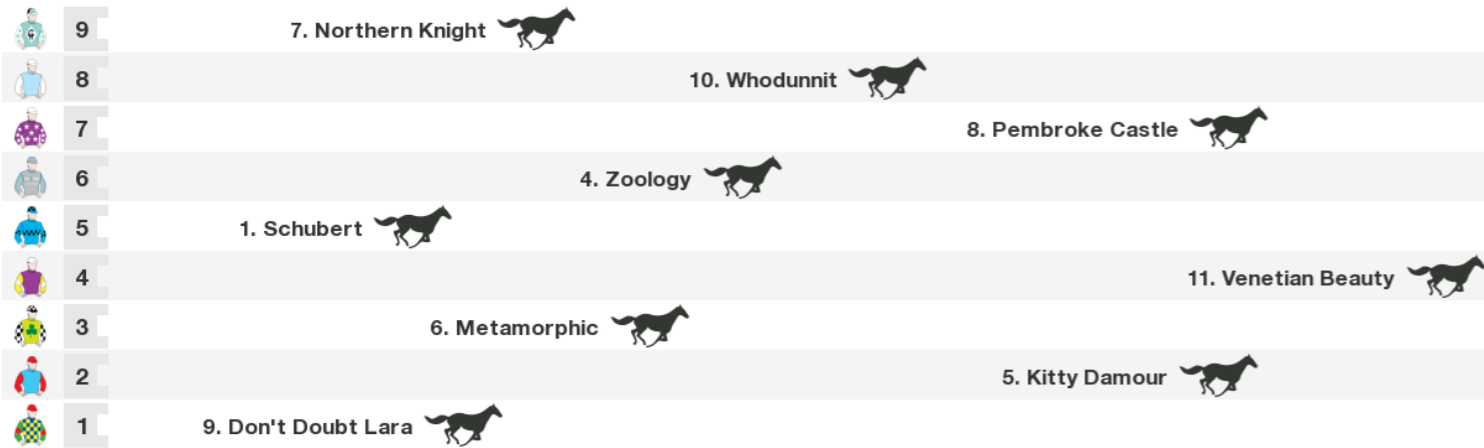 9 7. Northern Knight
8 10. Whodunnit
7 8. Pembroke Castle
6 4. Zoology
5 1. Schubert
4 11. Venetian Beauty
3 6. Metamorphic
2 5. Kitty Damour
1 9. Don't Doubt Lara